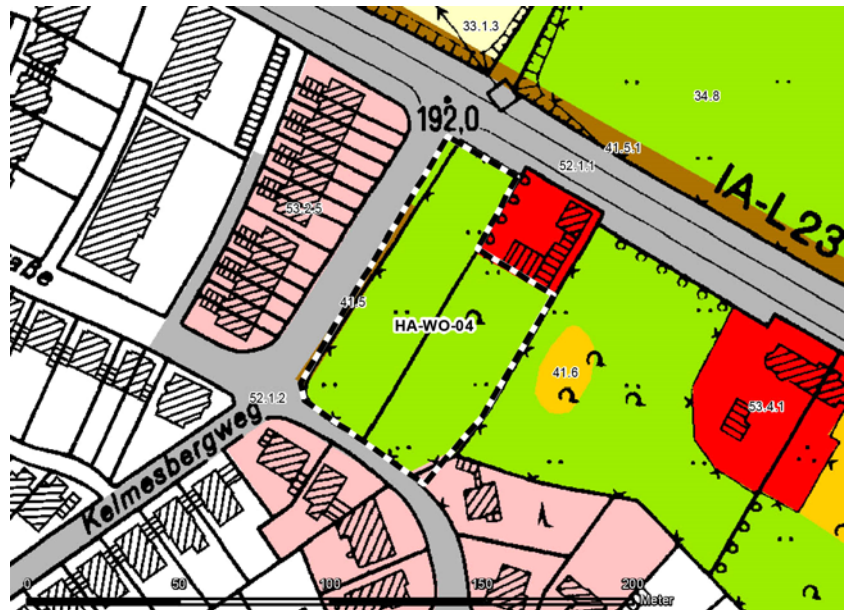 33.1.3
34.8
192,0
41.5.1
52.1.1
IA-L23
53.2.5
aße
41.5
HA-WO-04
41.6
52.1.2
53.4.1
Kelmesbergweg
0 50 100 150 200
Meter